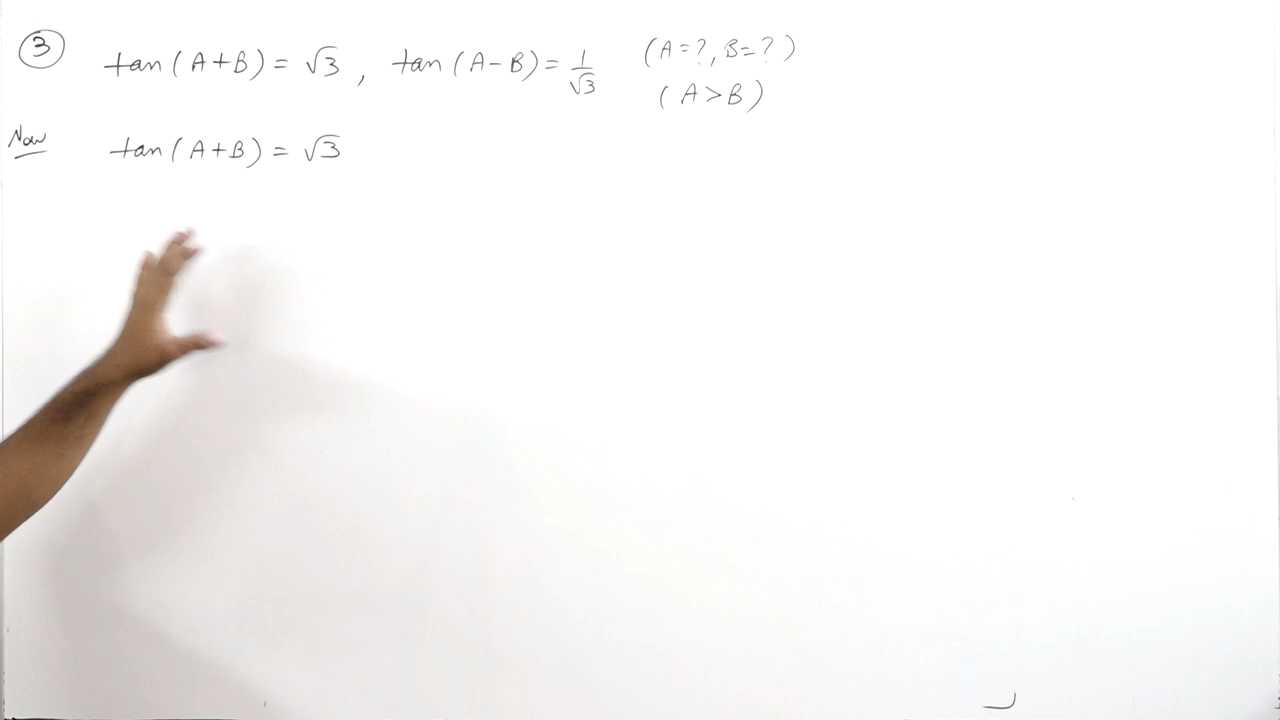 ③ tan(A+B) = √3 , tan(A-B) = 1/√3 (A=?, B=?)
(A>B)
Now tan(A+B) = √3